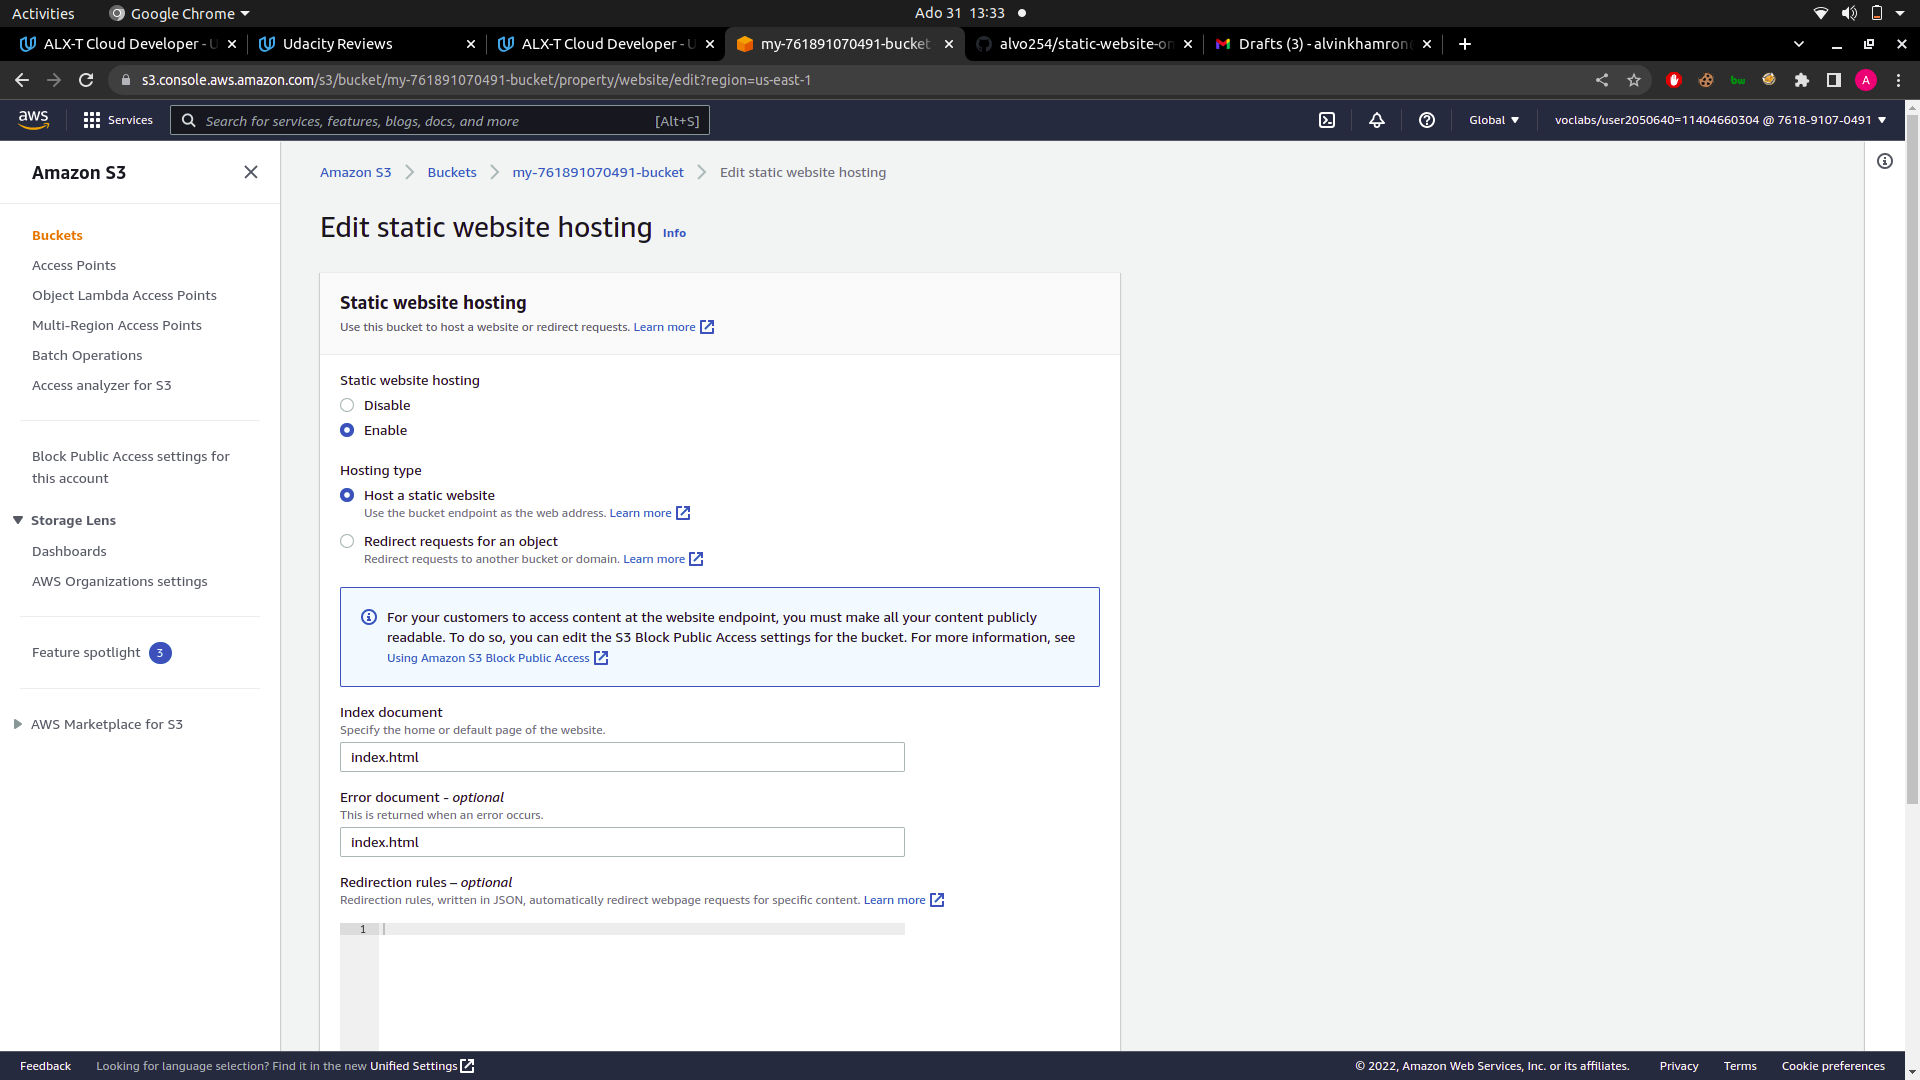 Activities
Google Chrome
Ado 31 13:33
ALX-T Cloud Developer - U
Udacity Reviews
ALX-T Cloud Developer - U
my-761891070491-bucket
alvo254/static-website-on
Drafts (3) - alvinkhamron
s3.console.aws.amazon.com/s3/bucket/my-761891070491-bucket/property/website/edit?region=us-east-1
bw
A
aws
Services
Search for services, features, blogs, docs, and more
[Alt+S]
Global
voclabs/user2050640=11404660304 @ 7618-9107-0491
Amazon S3
Buckets
Access Points
Object Lambda Access Points
Multi-Region Access Points
Batch Operations
Access analyzer for S3
Block Public Access settings for
this account
Storage Lens
Dashboards
AWS Organizations settings
Feature spotlight 3
AWS Marketplace for S3
Amazon S3
Buckets
my-761891070491-bucket
Edit static website hosting
Edit static website hosting Info
Static website hosting
Use this bucket to host a website or redirect requests. Learn more
Static website hosting
Disable
Enable
Hosting type
Host a static website
Use the bucket endpoint as the web address. Learn more
Redirect requests for an object
Redirect requests to another bucket or domain. Learn more
For your customers to access content at the website endpoint, you must make all your content publicly
readable. To do so, you can edit the S3 Block Public Access settings for the bucket. For more information, see
Using Amazon S3 Block Public Access
Index document
Specify the home or default page of the website.
index.html
Error document - optional
This is returned when an error occurs.
index.html
Redirection rules – optional
Redirection rules, written in JSON, automatically redirect webpage requests for specific content. Learn more
1
Feedback
Looking for language selection? Find it in the new Unified Settings
© 2022, Amazon Web Services, Inc. or its affiliates.
Privacy
Terms
Cookie preferences